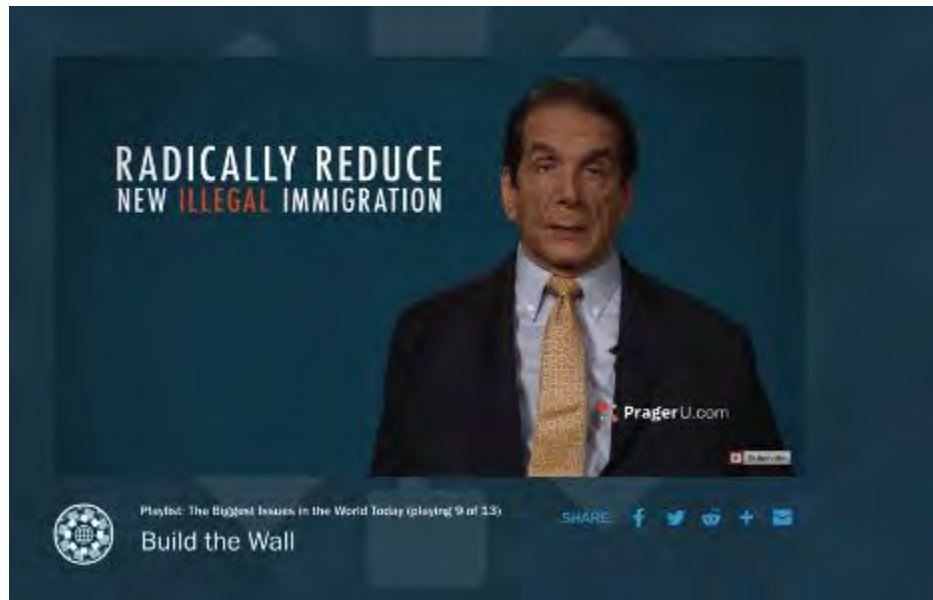 RADICALLY REDUCE
NEW ILLEGAL IMMIGRATION
PragerU.com
Subscribe
Playlist: The Biggest Issues in the World Today (playing 9 of 13)
SHARE:
Build the Wall